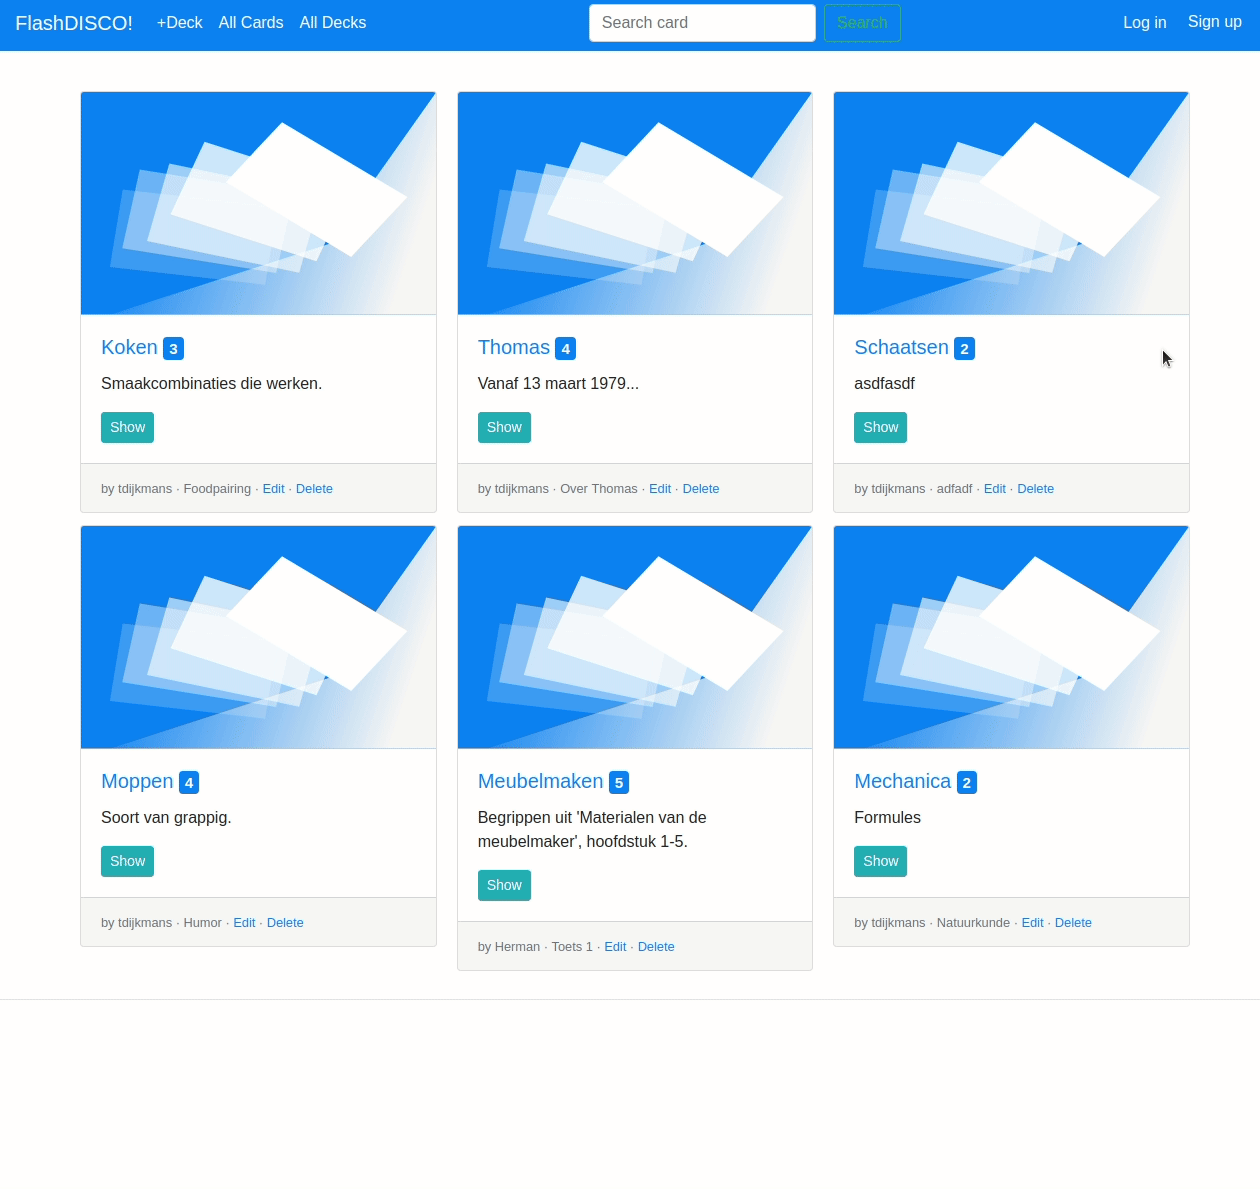 FlashDISCO! +Deck All Cards All Decks Search card Search Log in Sign up
Koken 3
Smaakcombinaties die werken.
Show
by tdijkmans · Foodpairing · Edit · Delete
Thomas 4
Vanaf 13 maart 1979...
Show
by tdijkmans · Over Thomas · Edit · Delete
Schaatsen 2
asdfasdf
Show
by tdijkmans · adfadf · Edit · Delete
Moppen 4
Soort van grappig.
Show
by tdijkmans · Humor · Edit · Delete
Meubelmaken 5
Begrippen uit 'Materialen van de
meubelmaker', hoofdstuk 1-5.
Show
by Herman · Toets 1 · Edit · Delete
Mechanica 2
Formules
Show
by tdijkmans · Natuurkunde · Edit · Delete